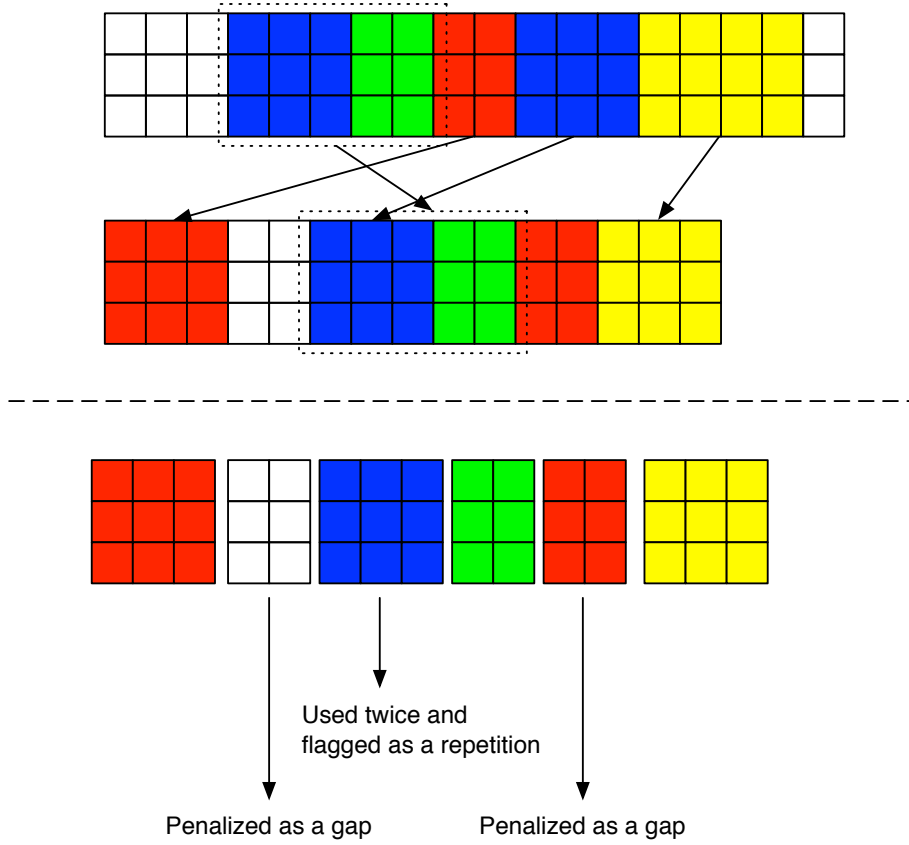 Used twice and
flagged as a repetition
Penalized as a gap
Penalized as a gap